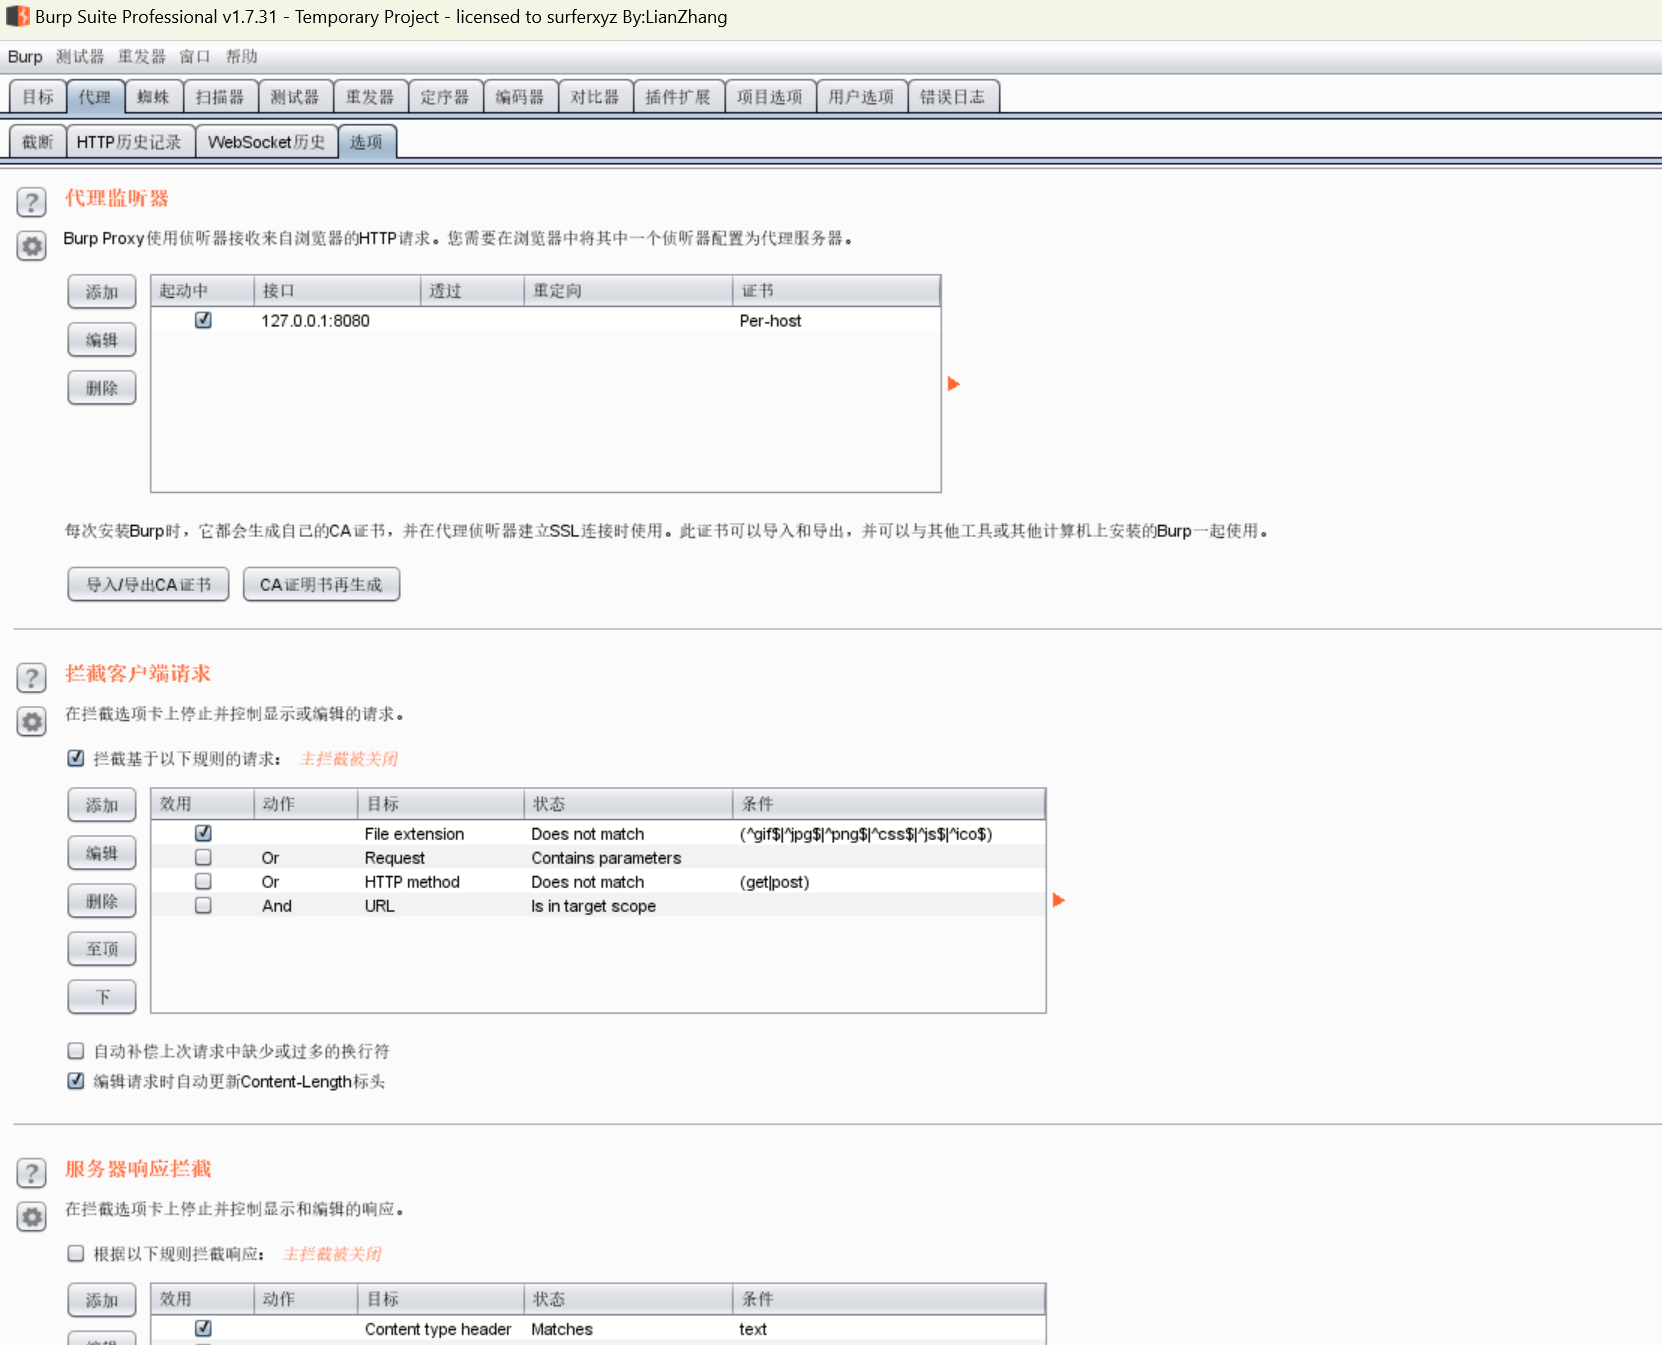 Burp Suite Professional v1.7.31 - Temporary Project - licensed to surferxyz By:LianZhang
Burp 测试器 重发器 窗口 帮助
目标 代理 蜘蛛 扫描器 测试器 重发器 定序器 编码器 对比器 插件扩展 项目选项 用户选项 错误日志
截断 HTTP历史记录 WebSocket历史 选项
? 代理监听器
Burp Proxy使用侦听器接收来自浏览器的HTTP请求。您需要在浏览器中将其中一个侦听器配置为代理服务器。
添加 起动中 接口 透过 重定向 证书
127.0.0.1:8080 Per-host
编辑
删除
每次安装Burp时，它都会生成自己的CA证书，并在代理侦听器建立SSL连接时使用。此证书可以导入和导出，并可以与其他工具或其他计算机上安装的Burp一起使用。
导入/导出CA证书 CA证明书再生成
? 拦截客户端请求
在拦截选项卡上停止并控制显示或编辑的请求。
拦截基于以下规则的请求： 主拦截被关闭
添加 效用 动作 目标 状态 条件
File extension Does not match (^gif$|^jpg$|^png$|^css$|^js$|^ico$)
编辑 Or Request Contains parameters
Or HTTP method Does not match (get|post)
删除 And URL Is in target scope
至顶
下
自动补偿上次请求中缺少或过多的换行符
编辑请求时自动更新Content-Length标头
? 服务器响应拦截
在拦截选项卡上停止并控制显示和编辑的响应。
根据以下规则拦截响应： 主拦截被关闭
添加 效用 动作 目标 状态 条件
Content type header Matches text